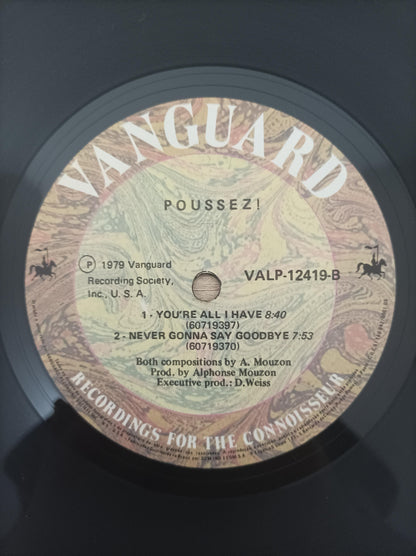 VANGUARD
POUSSEZ!
Ⓟ 1979 Vanguard
Recording Society,
Inc., U. S. A.
VALP-12419-B
1 - YOU'RE ALL I HAVE 8:40
(60719397)
2 - NEVER GONNA SAY GOODBYE 7:53
(60719370)
Both compositions by A. Mouzon
Prod. by Alphonse Mouzon
Executive prod.: D.Weiss
RECORDINGS FOR THE CONNOISSEUR